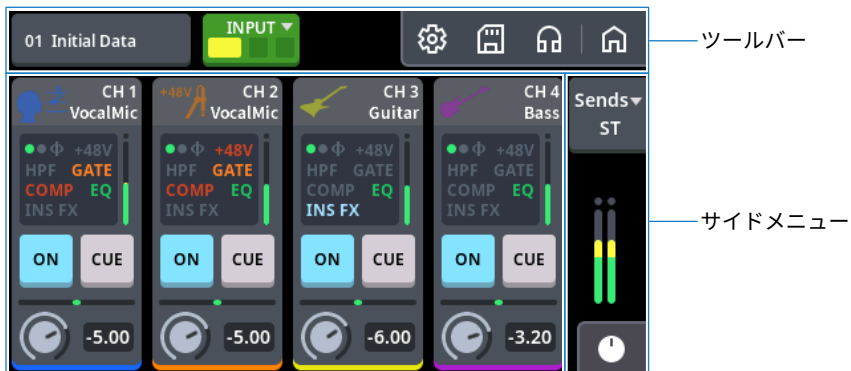 01 Initial Data
INPUT
ツールバー
CH 1
VocalMic
Φ +48V
HPF GATE
COMP EQ
INS FX
ON CUE
-5.00
+48V CH 2
VocalMic
Φ +48V
HPF GATE
COMP EQ
INS FX
ON CUE
-5.00
CH 3
Guitar
Φ +48V
HPF GATE
COMP EQ
INS FX
ON CUE
-6.00
CH 4
Bass
Φ +48V
HPF GATE
COMP EQ
INS FX
ON CUE
-3.20
Sends
ST
サイドメニュー